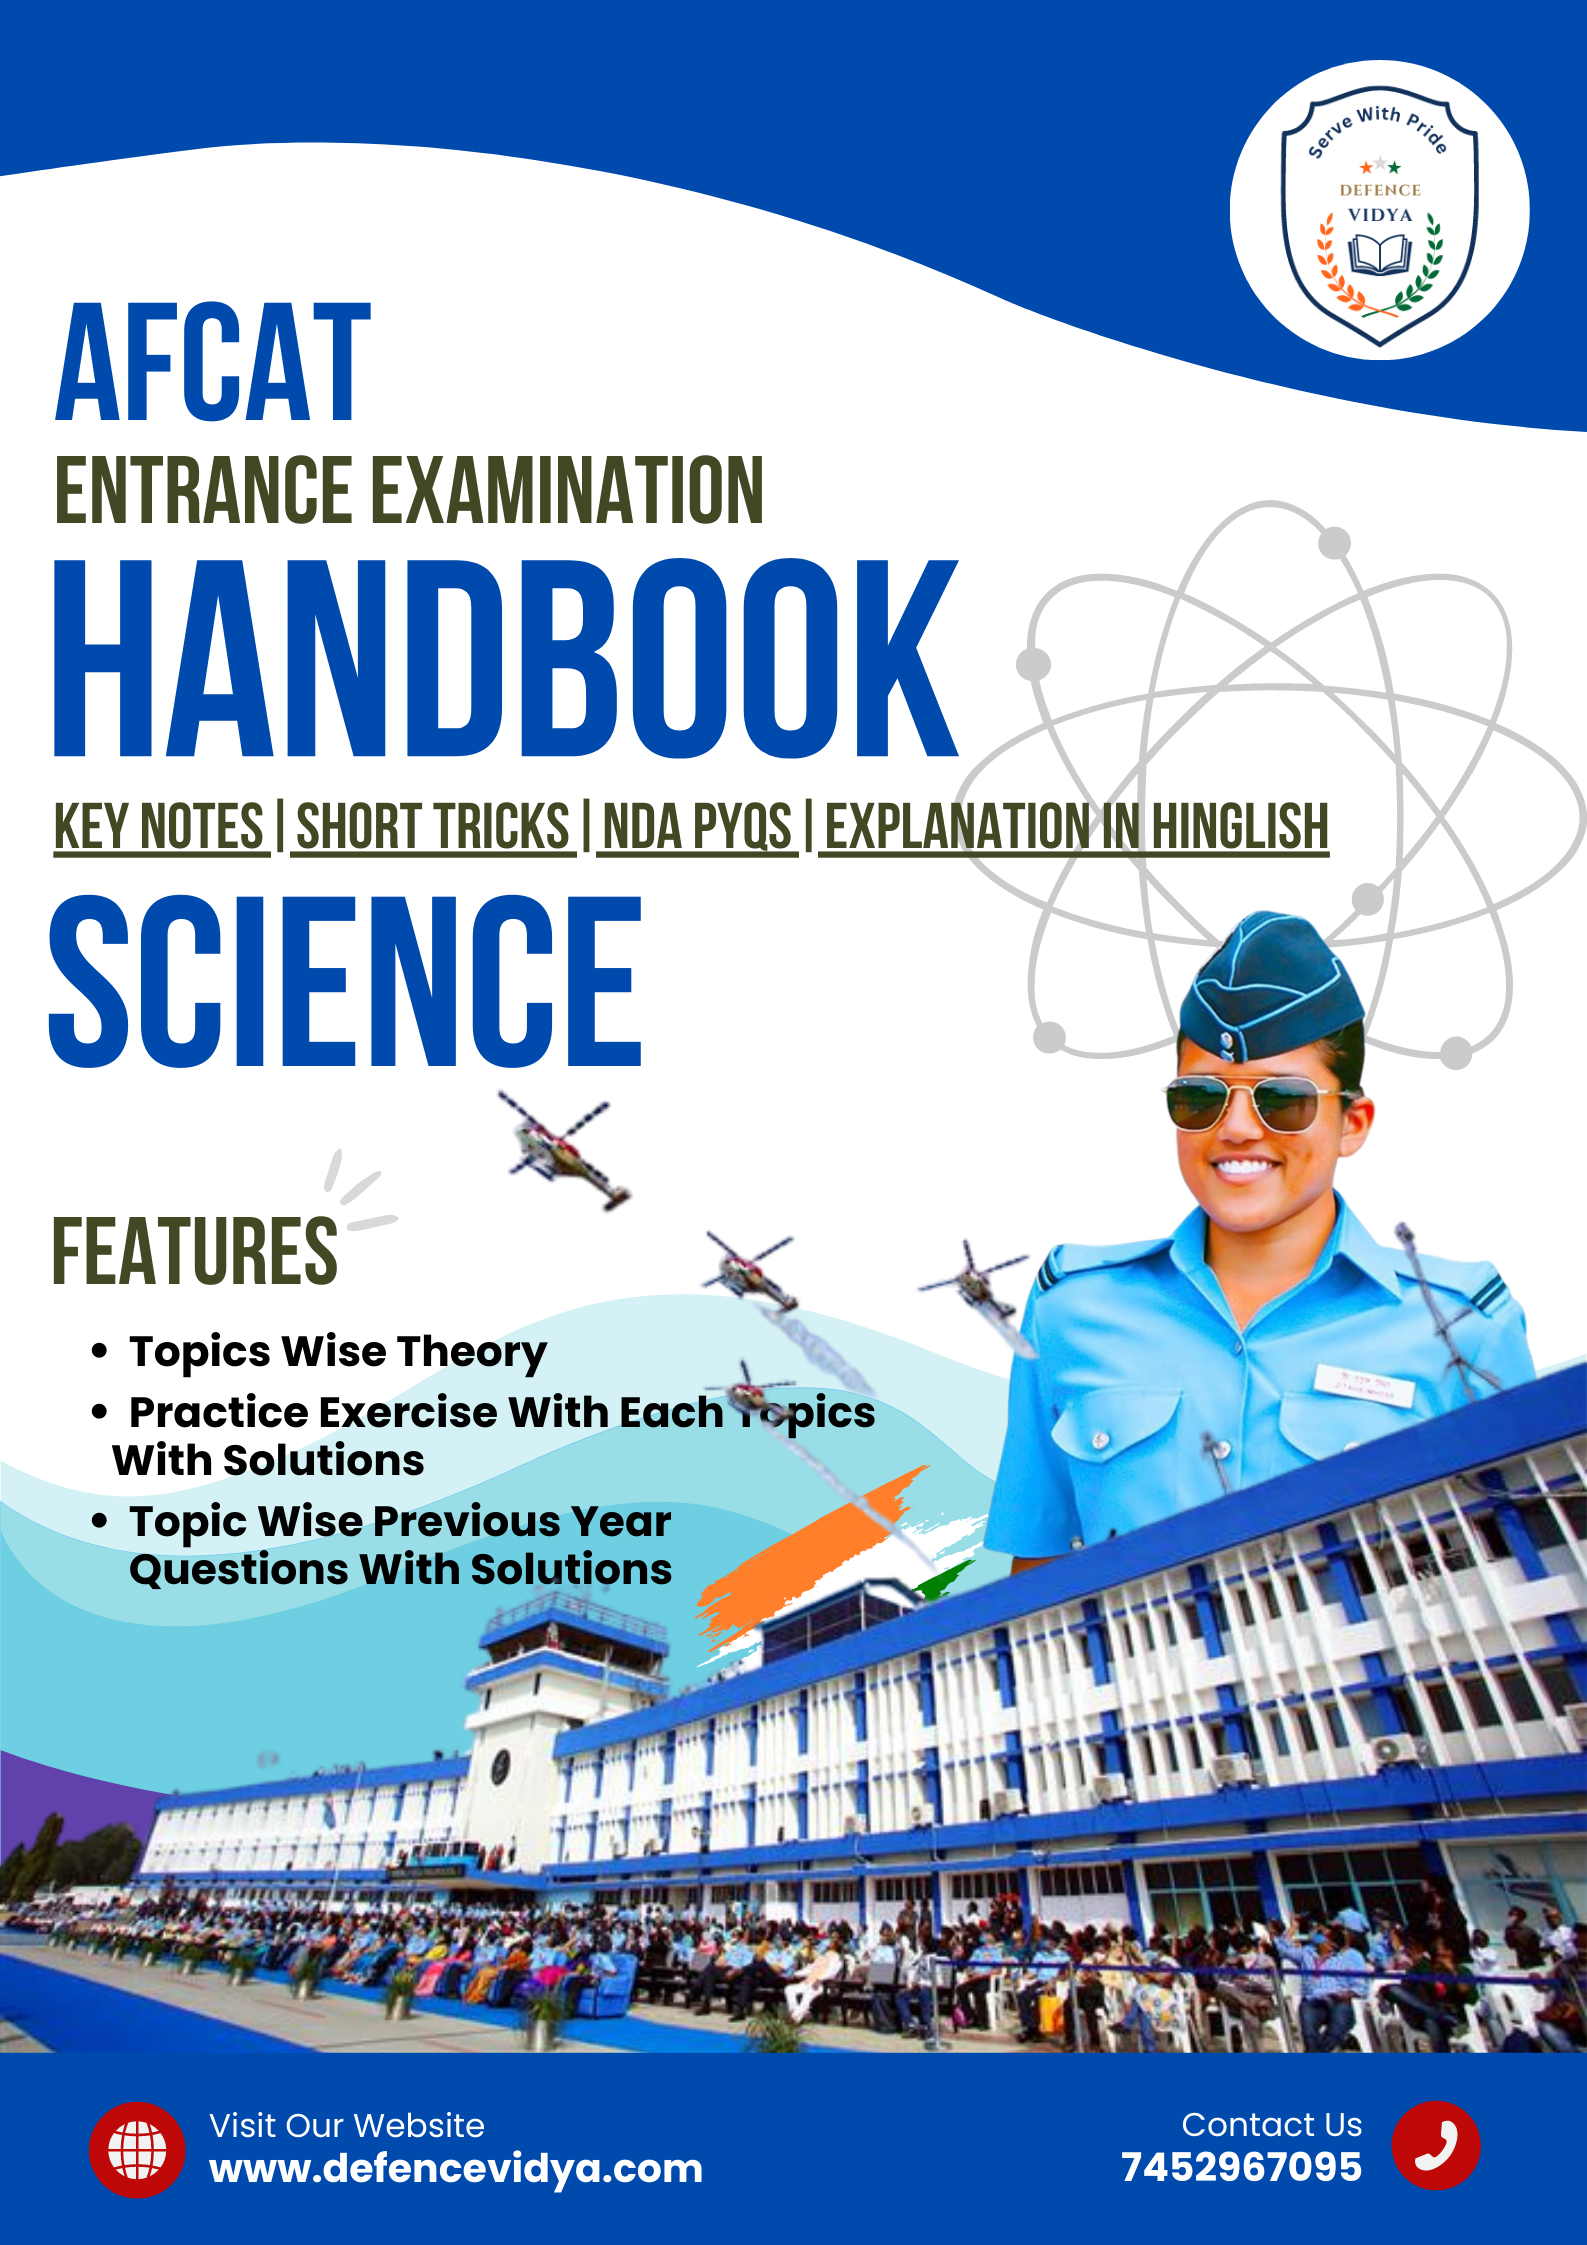 Serve With Pride
DEFENCE
VIDYA
AFCAT
ENTRANCE EXAMINATION
HANDBOOK
KEY NOTES | SHORT TRICKS | NDA PYQS | EXPLANATION IN HINGLISH
SCIENCE
FEATURES
• Topics Wise Theory
• Practice Exercise With Each Topics
With Solutions
• Topic Wise Previous Year
Questions With Solutions
Visit Our Website
www.defencevidya.com
Contact Us
7452967095